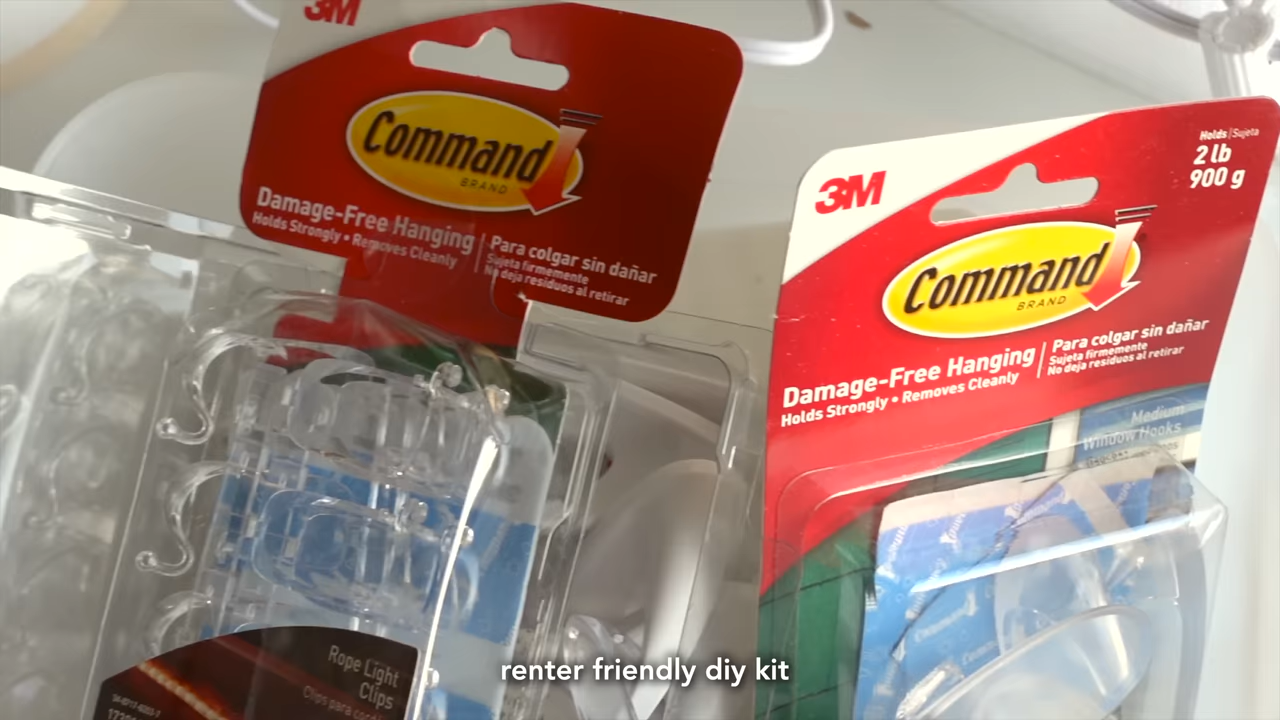 3M
Command
BRAND
Damage-Free Hanging
Holds Strongly • Removes Cleanly
Para colgar sin dañar
Sujeta firmemente
No deja residuos al retirar
Rope Light
Clips
Clips para
3M
Holds | Sujeta
2 lb
900 g
Command
BRAND
Damage-Free Hanging
Holds Strongly • Removes Cleanly
Para colgar sin dañar
Sujeta firmemente
No deja residuos al retirar
Medium
Window Hooks
renter friendly diy kit